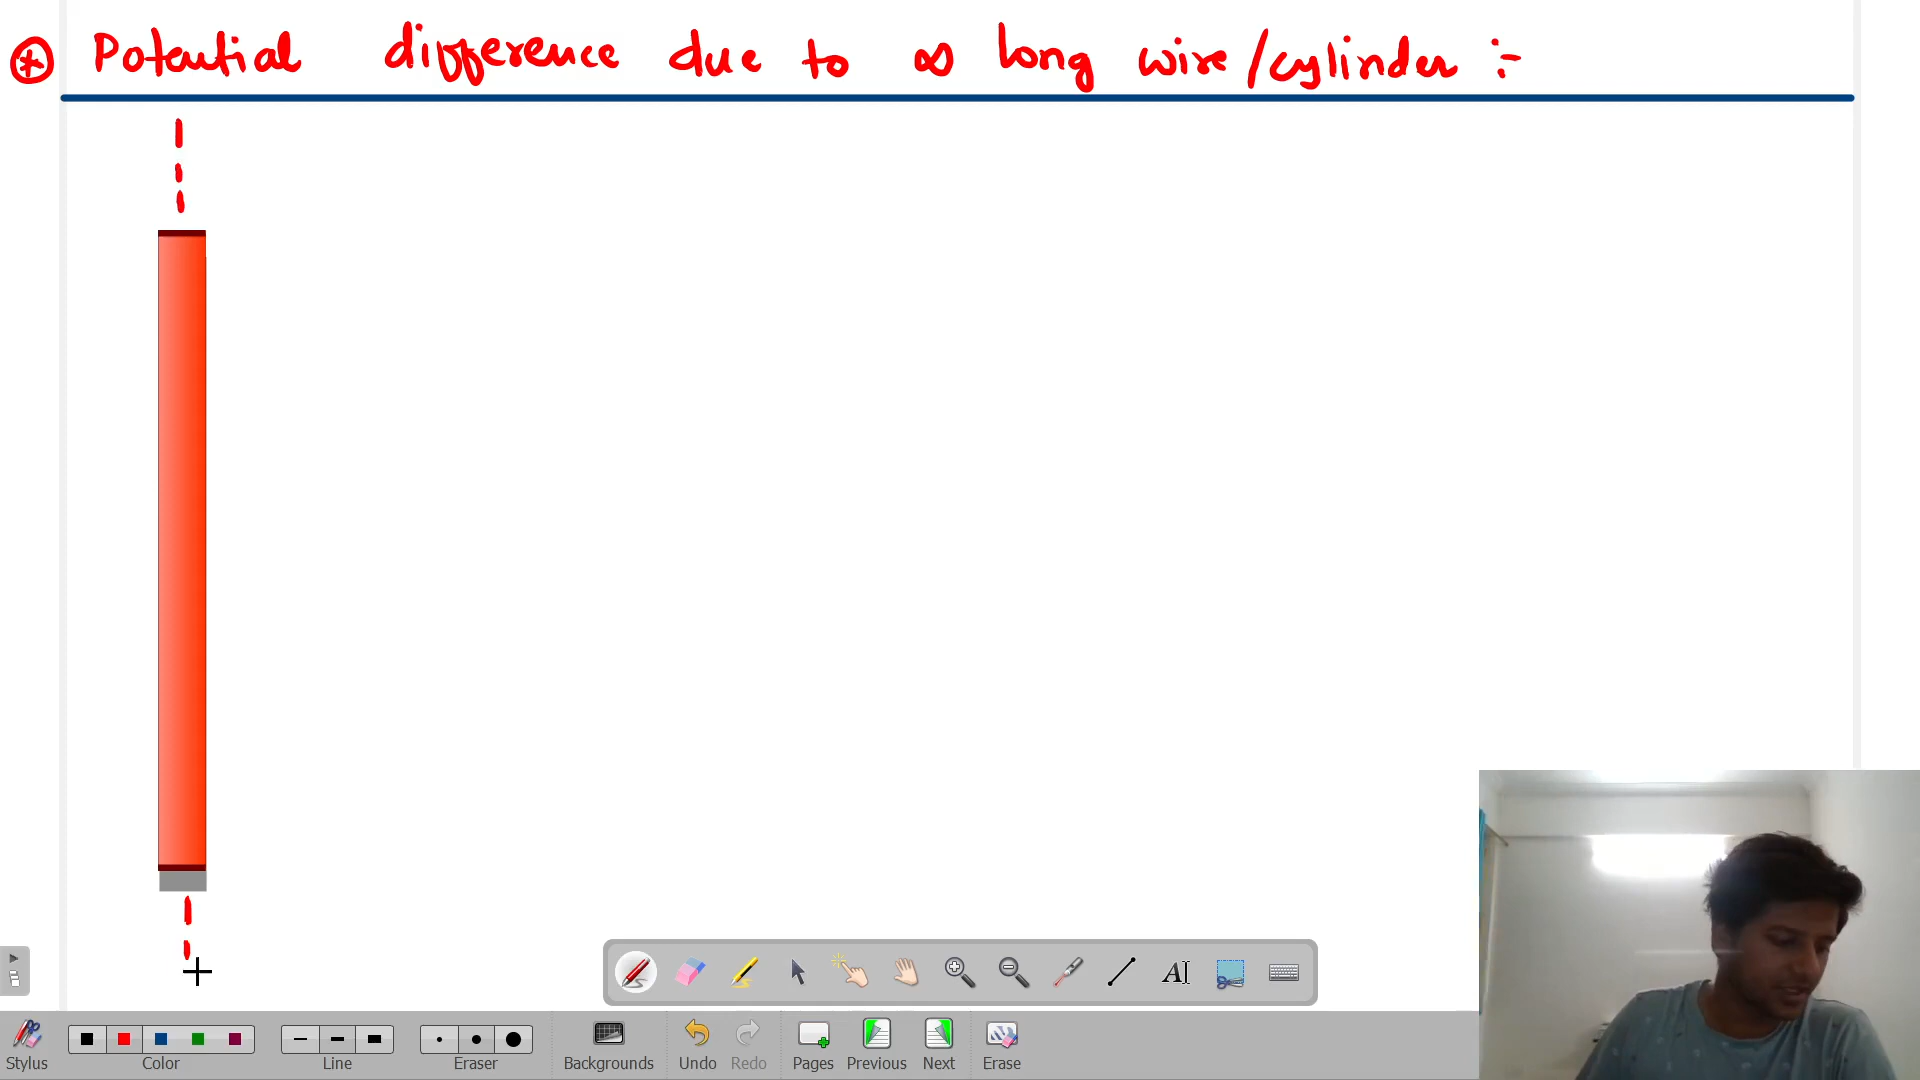 * Potential difference due to ∞ long wire/cylinder :-
Stylus
Color
Line
Eraser
Backgrounds
Undo
Redo
Pages
Previous
Next
Erase